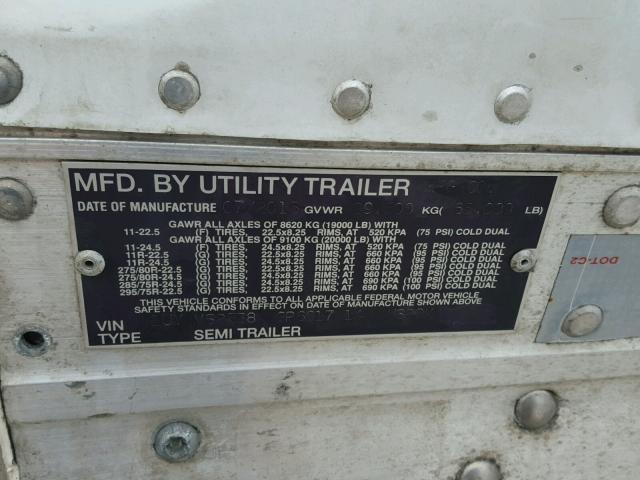 MFD. BY UTILITY TRAILER
DATE OF MANUFACTURE GVWR KG( LB)
GAWR ALL AXLES OF 8620 KG (19000 LB) WITH
11-22.5 (F) TIRES, 22.5x8.25 RIMS, AT 520 KPA (75 PSI) COLD DUAL
GAWR ALL AXLES OF 9100 KG (20000 LB) WITH
11-24.5 (F) TIRES, 24.5x8.25 RIMS, AT 520 KPA (75 PSI) COLD DUAL
11R-22.5 (G) TIRES, 22.5x8.25 RIMS, AT 660 KPA (95 PSI) COLD DUAL
11R-24.5 (G) TIRES, 24.5x8.25 RIMS, AT 660 KPA (95 PSI) COLD DUAL
275/80R-22.5 (G) TIRES, 22.5x8.25 RIMS, AT 660 KPA (95 PSI) COLD DUAL
275/80R-24.5 (G) TIRES, 24.5x8.25 RIMS, AT 660 KPA (95 PSI) COLD DUAL
285/75R-24.5 (G) TIRES, 24.5x8.25 RIMS, AT 690 KPA (100 PSI) COLD DUAL
295/75R-22.5 (G) TIRES, 22.5x8.25 RIMS, AT 690 KPA (100 PSI) COLD DUAL
THIS VEHICLE CONFORMS TO ALL APPLICABLE FEDERAL MOTOR VEHICLE
SAFETY STANDARDS IN EFFECT ON DATE OF MANUFACTURE SHOWN ABOVE
VIN
TYPE SEMI TRAILER
DOT-C2